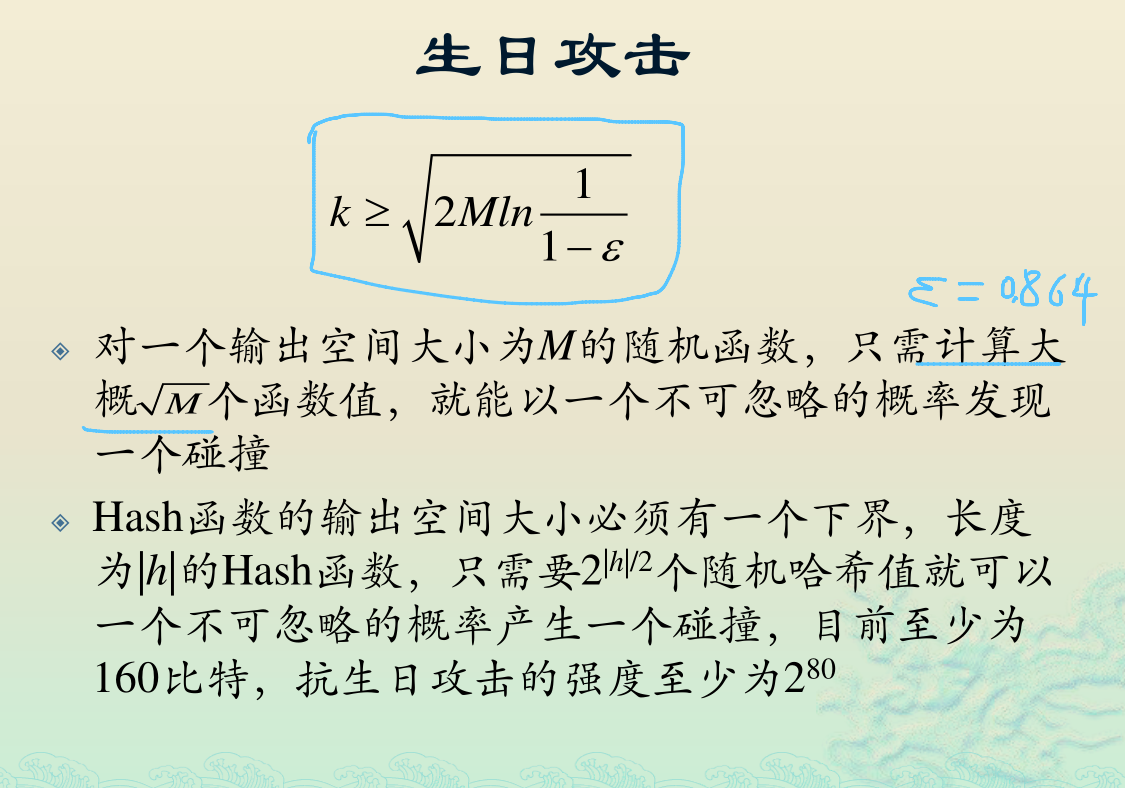 生日攻击
k ≥ √(2Mln 1/(1−ε))
ε = 0.864
对一个输出空间大小为M的随机函数，只需计算大
概√M个函数值，就能以一个不可忽略的概率发现
一个碰撞
Hash函数的输出空间大小必须有一个下界，长度
为|h|的Hash函数，只需要2^{|h|/2}个随机哈希值就可以
一个不可忽略的概率产生一个碰撞，目前至少为
160比特，抗生日攻击的强度至少为2^{80}